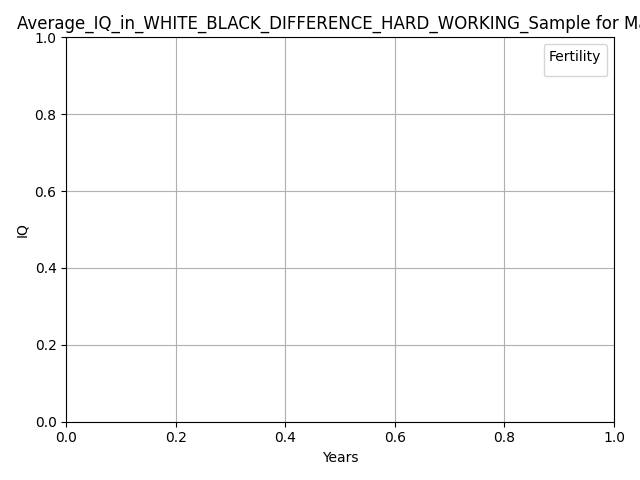 Average_IQ_in_WHITE_BLACK_DIFFERENCE_HARD_WORKING_Sample for Ma
Fertility
1.0
0.8
0.6
0.4
0.2
0.0
IQ
0.0 0.2 0.4 0.6 0.8 1.0
Years